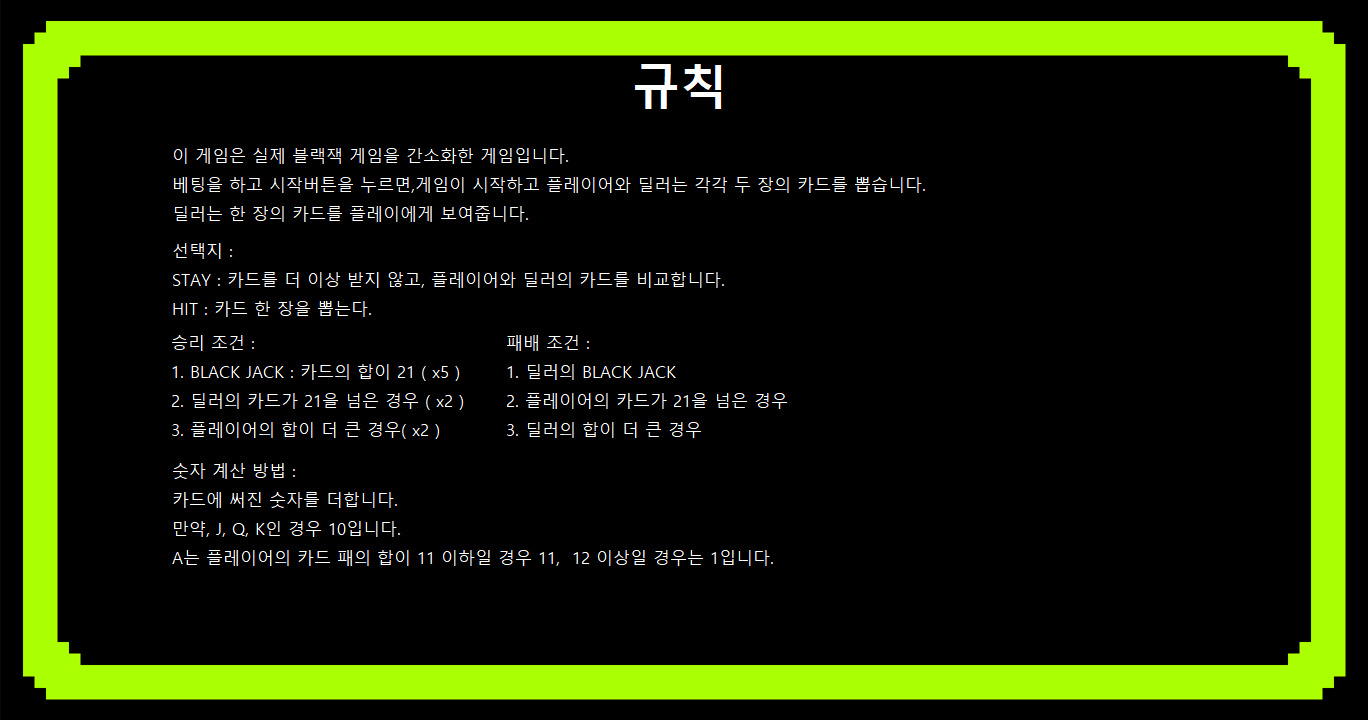 규칙
이 게임은 실제 블랙잭 게임을 간소화한 게임입니다.
베팅을 하고 시작버튼을 누르면,게임이 시작하고 플레이어와 딜러는 각각 두 장의 카드를 뽑습니다.
딜러는 한 장의 카드를 플레이에게 보여줍니다.
선택지 :
STAY : 카드를 더 이상 받지 않고, 플레이어와 딜러의 카드를 비교합니다.
HIT : 카드 한 장을 뽑는다.
승리 조건 :
1. BLACK JACK : 카드의 합이 21 ( x5 )
2. 딜러의 카드가 21을 넘은 경우 ( x2 )
3. 플레이어의 합이 더 큰 경우( x2 )
패배 조건 :
1. 딜러의 BLACK JACK
2. 플레이어의 카드가 21을 넘은 경우
3. 딜러의 합이 더 큰 경우
숫자 계산 방법 :
카드에 써진 숫자를 더합니다.
만약, J, Q, K인 경우 10입니다.
A는 플레이어의 카드 패의 합이 11 이하일 경우 11,  12 이상일 경우는 1입니다.